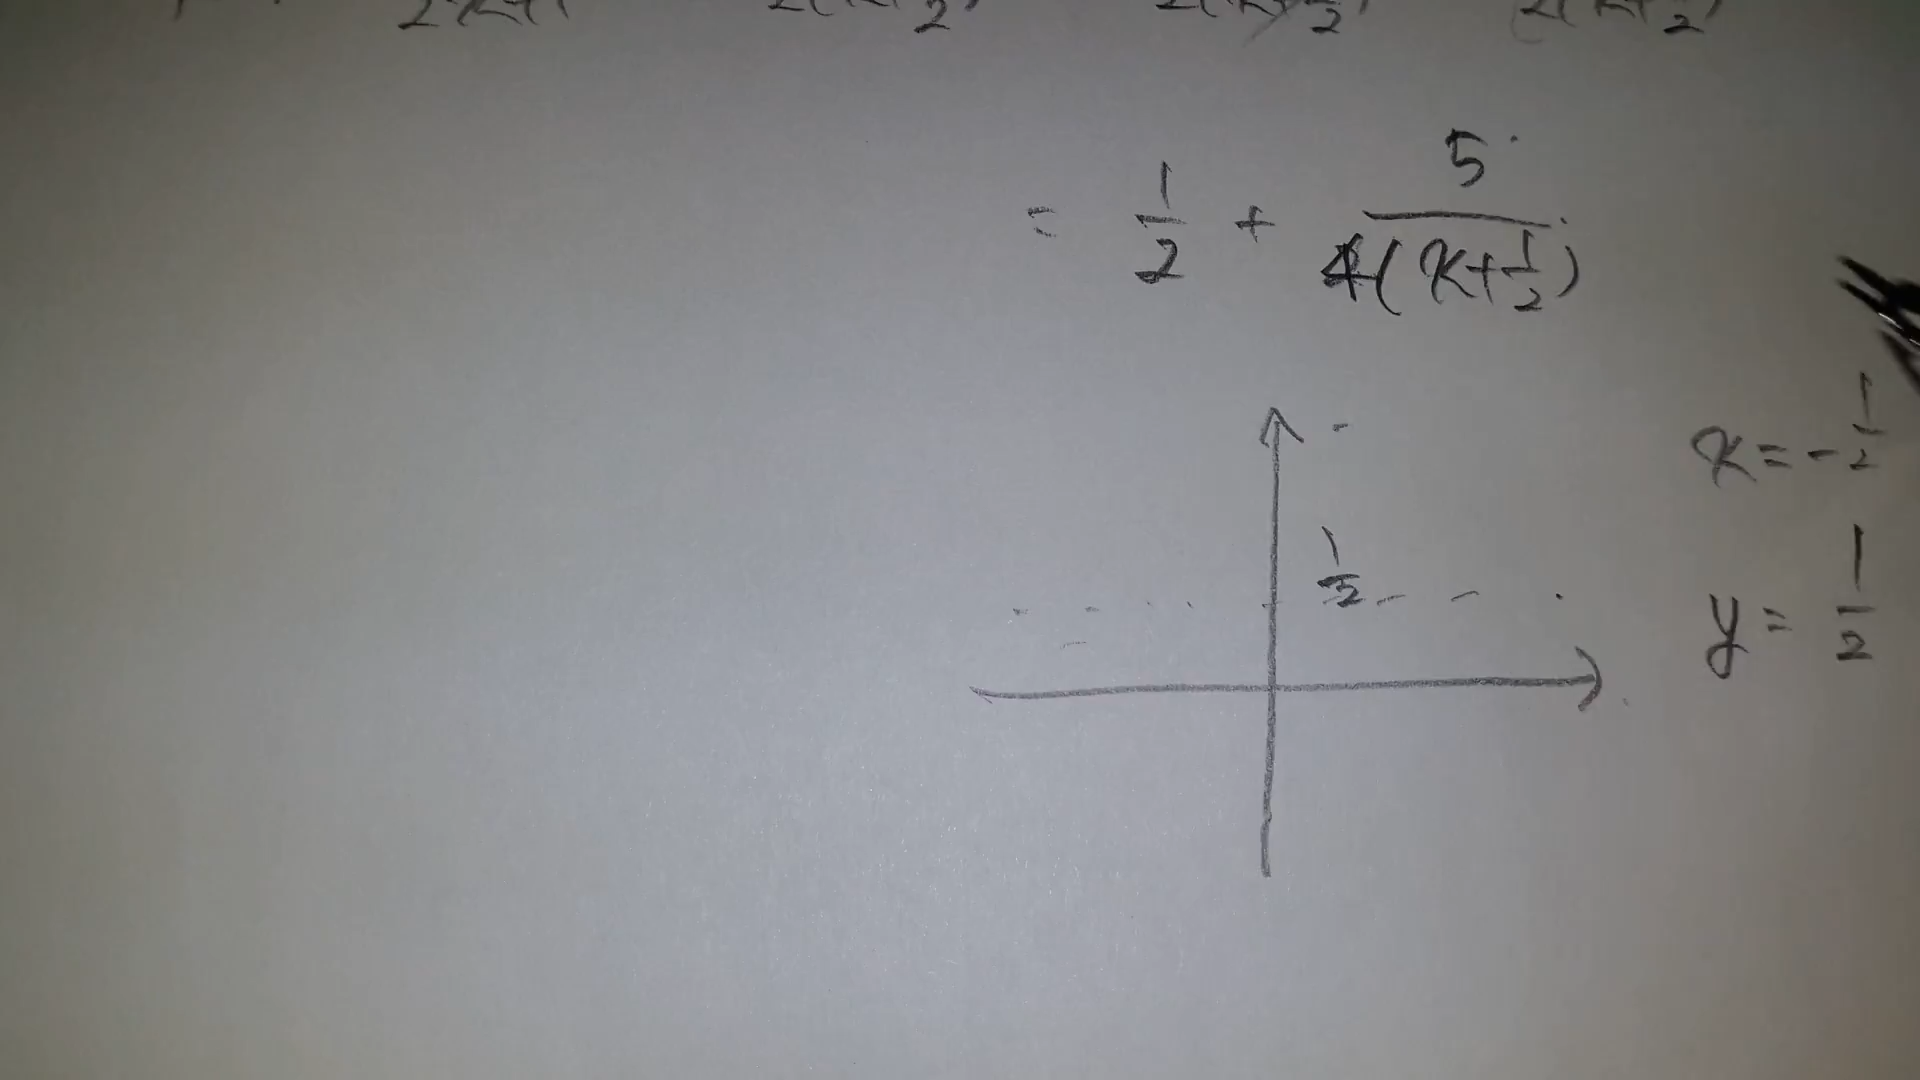 = 1/2 + 5/(4(x+1/2))
x = -1/2
1/2
y = 1/2